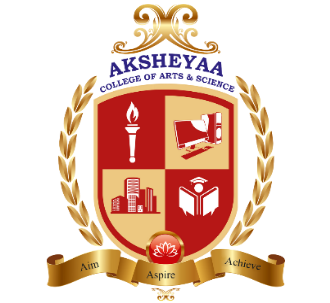 AKSHEYAA
COLLEGE OF ARTS & SCIENCE
Aim
Aspire
Achieve